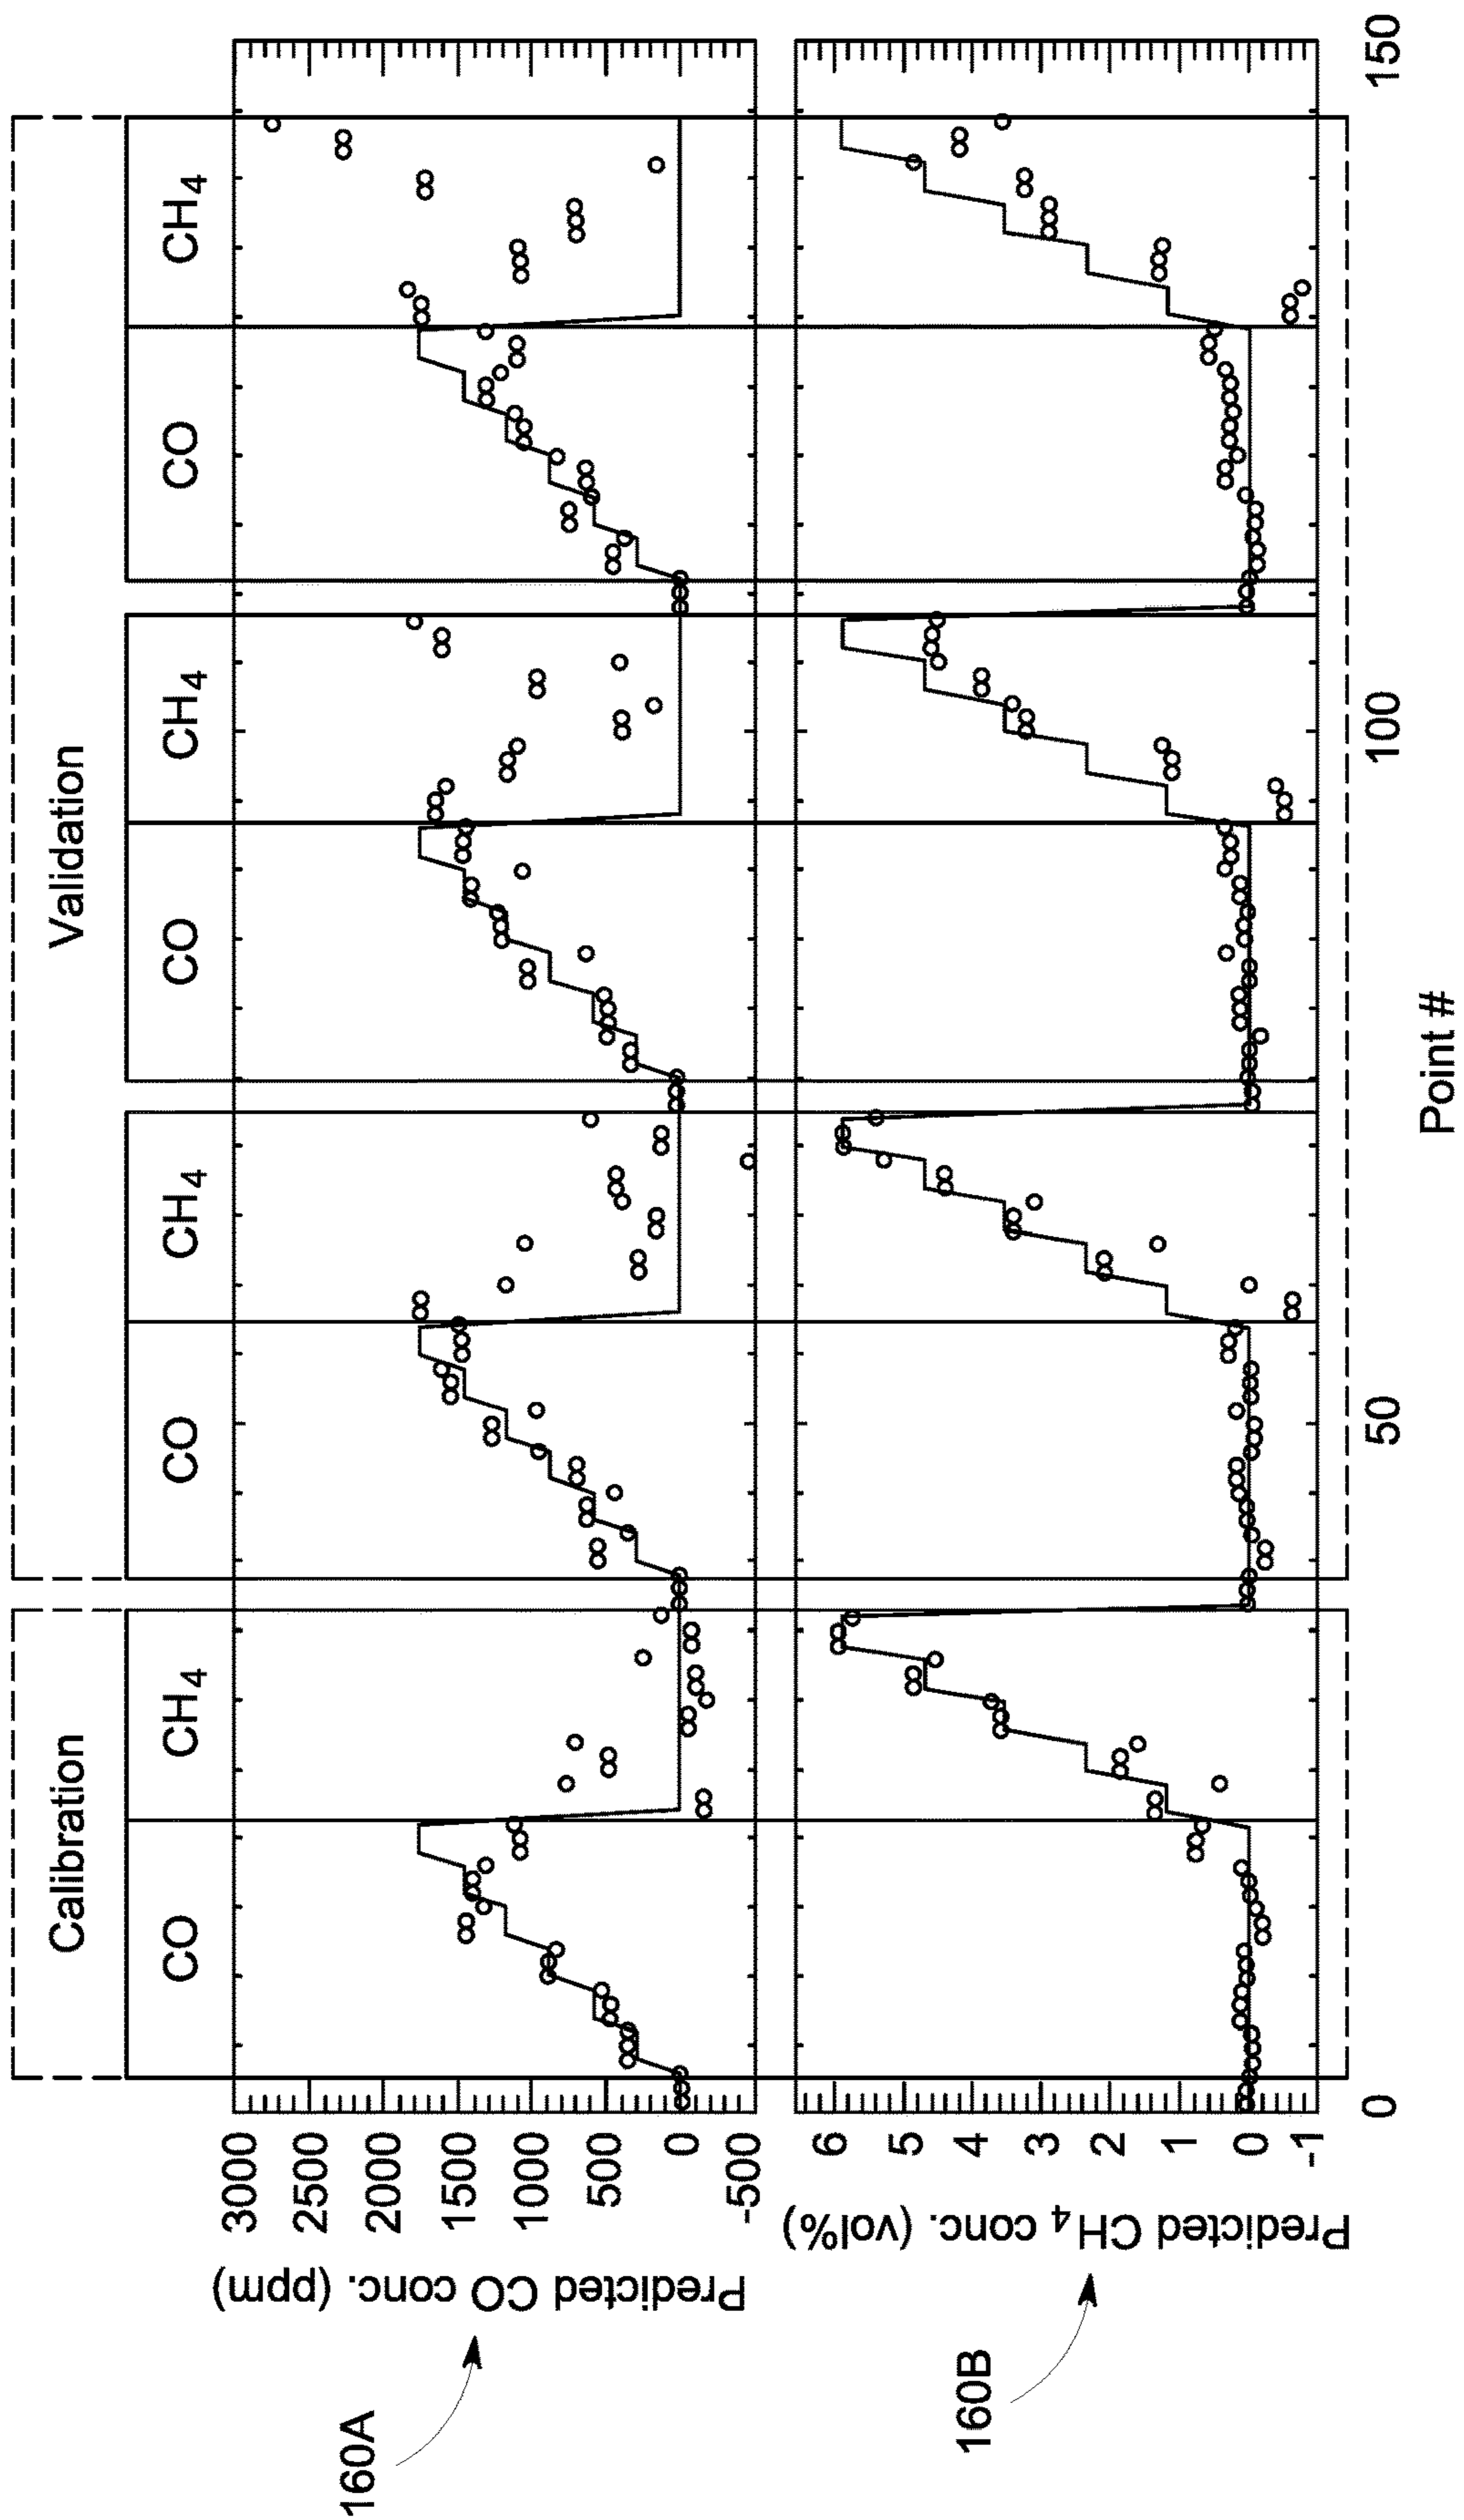 Calibration
Validation
CO
CH4
CO
CH4
CO
CH4
CO
CH4
160A
Predicted CO conc. (ppm)
3000
2500
2000
1500
1000
500
0
-500
160B
Predicted CH4 conc. (vol%)
6
5
4
3
2
1
0
-1
0
50
100
150
Point #